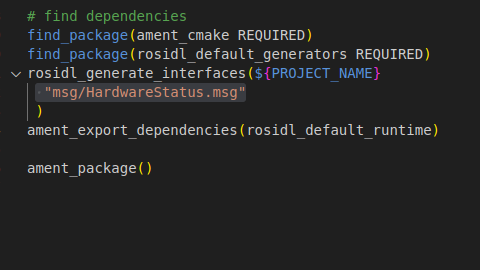 # find dependencies
find_package(ament_cmake REQUIRED)
find_package(rosidl_default_generators REQUIRED)
rosidl_generate_interfaces(${PROJECT_NAME}
"msg/HardwareStatus.msg"
)
ament_export_dependencies(rosidl_default_runtime)
ament_package()